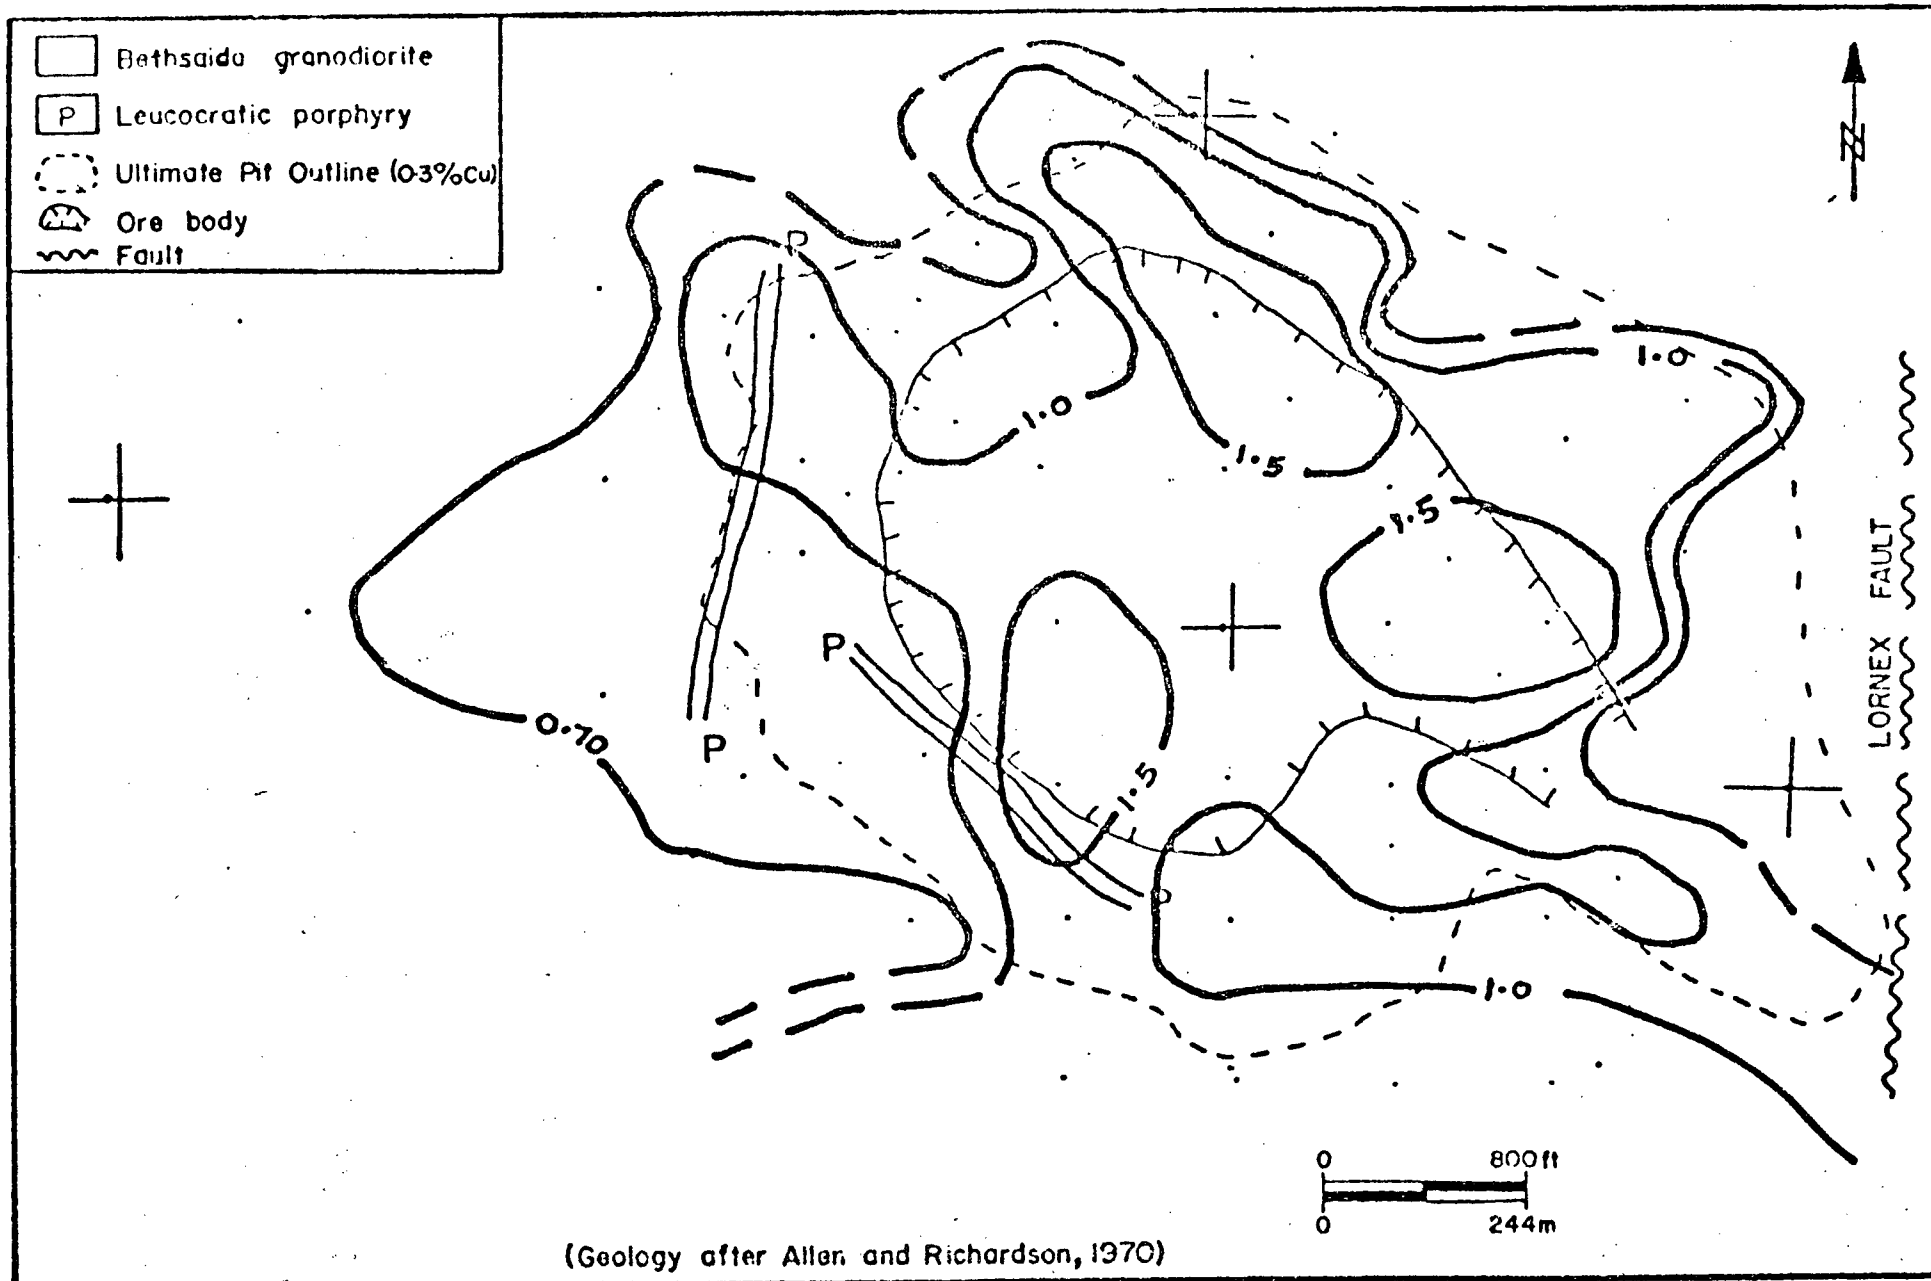 Bethsaida granodiorite
P Leucocratic porphyry
Ultimate Pit Outline (0.3%Cu)
Ore body
Fault
N
P
1.0
1.0
1.5
1.5
P
0.70
P
1.5
P
1.0
LORNEX FAULT
0 800ft
0 244m
(Geology after Allen and Richardson, 1970)